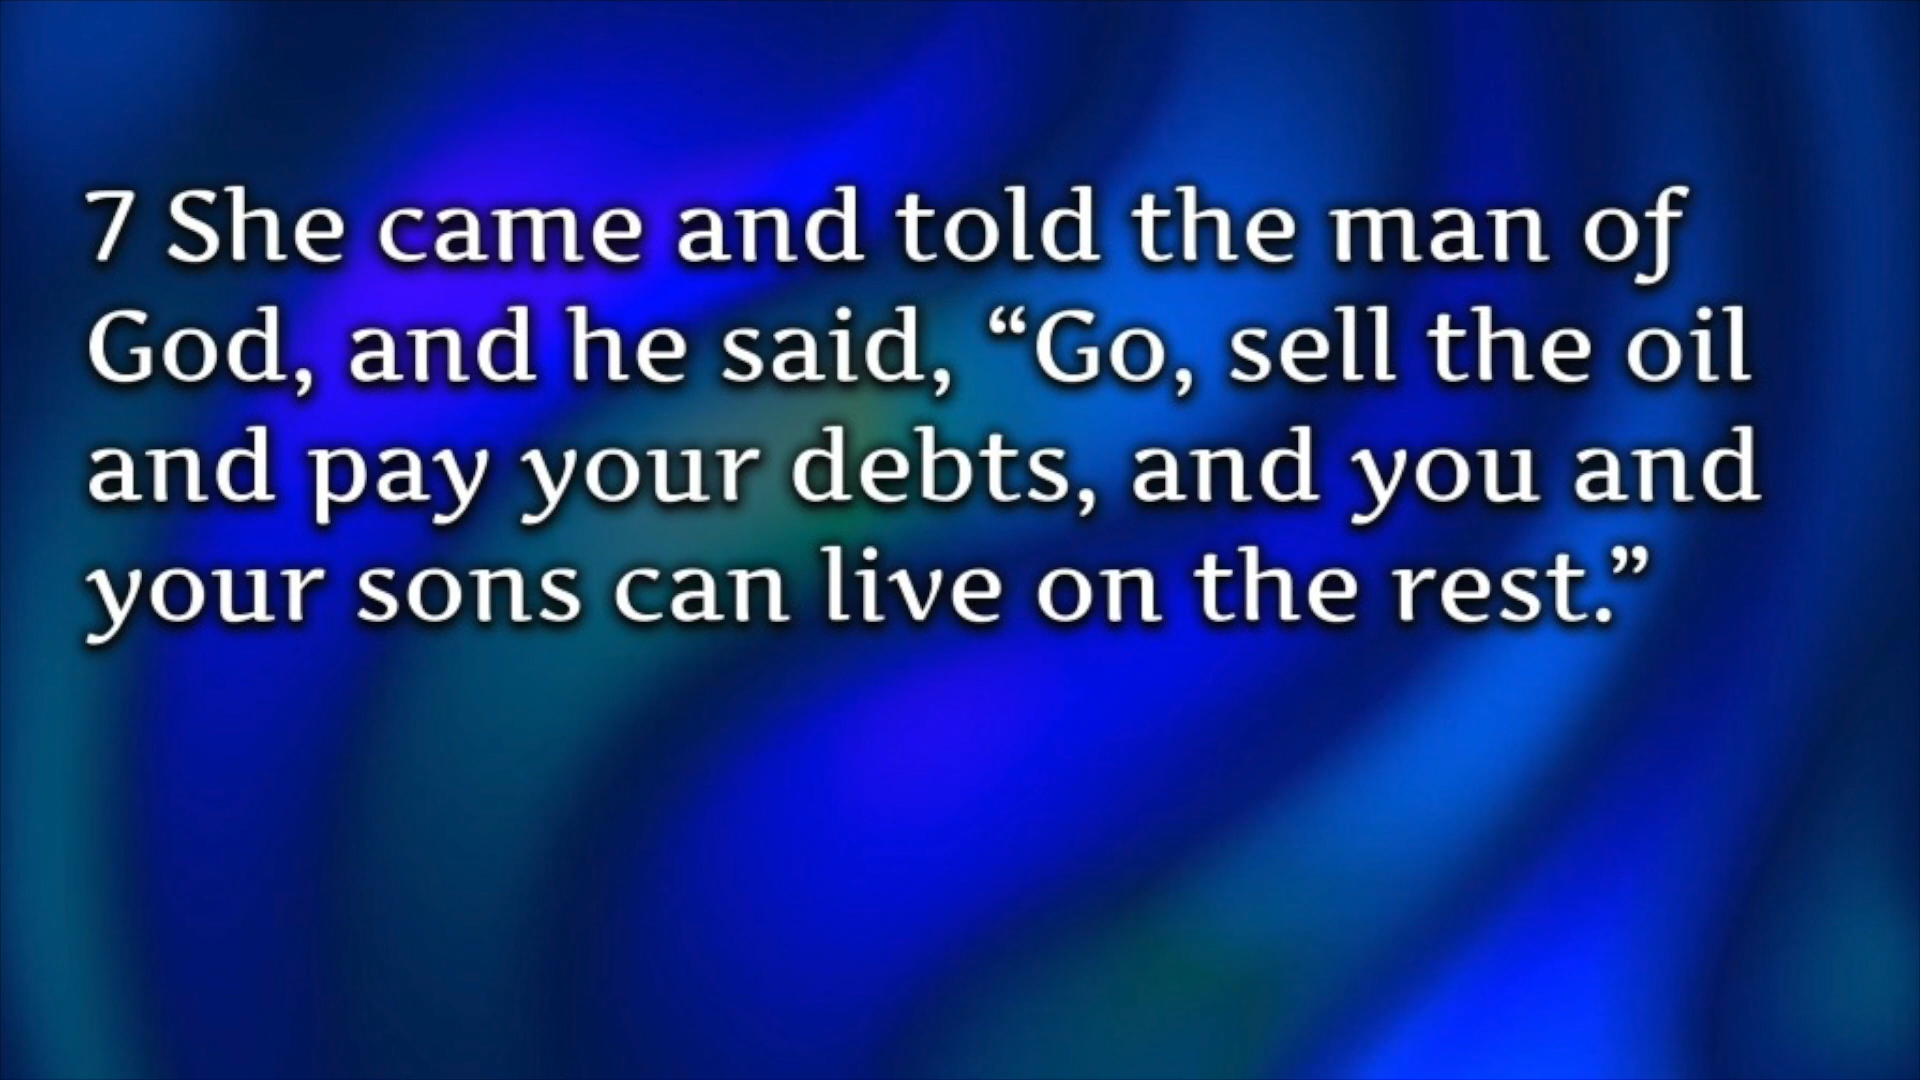 7 She came and told the man of
God, and he said, “Go, sell the oil
and pay your debts, and you and
your sons can live on the rest.”